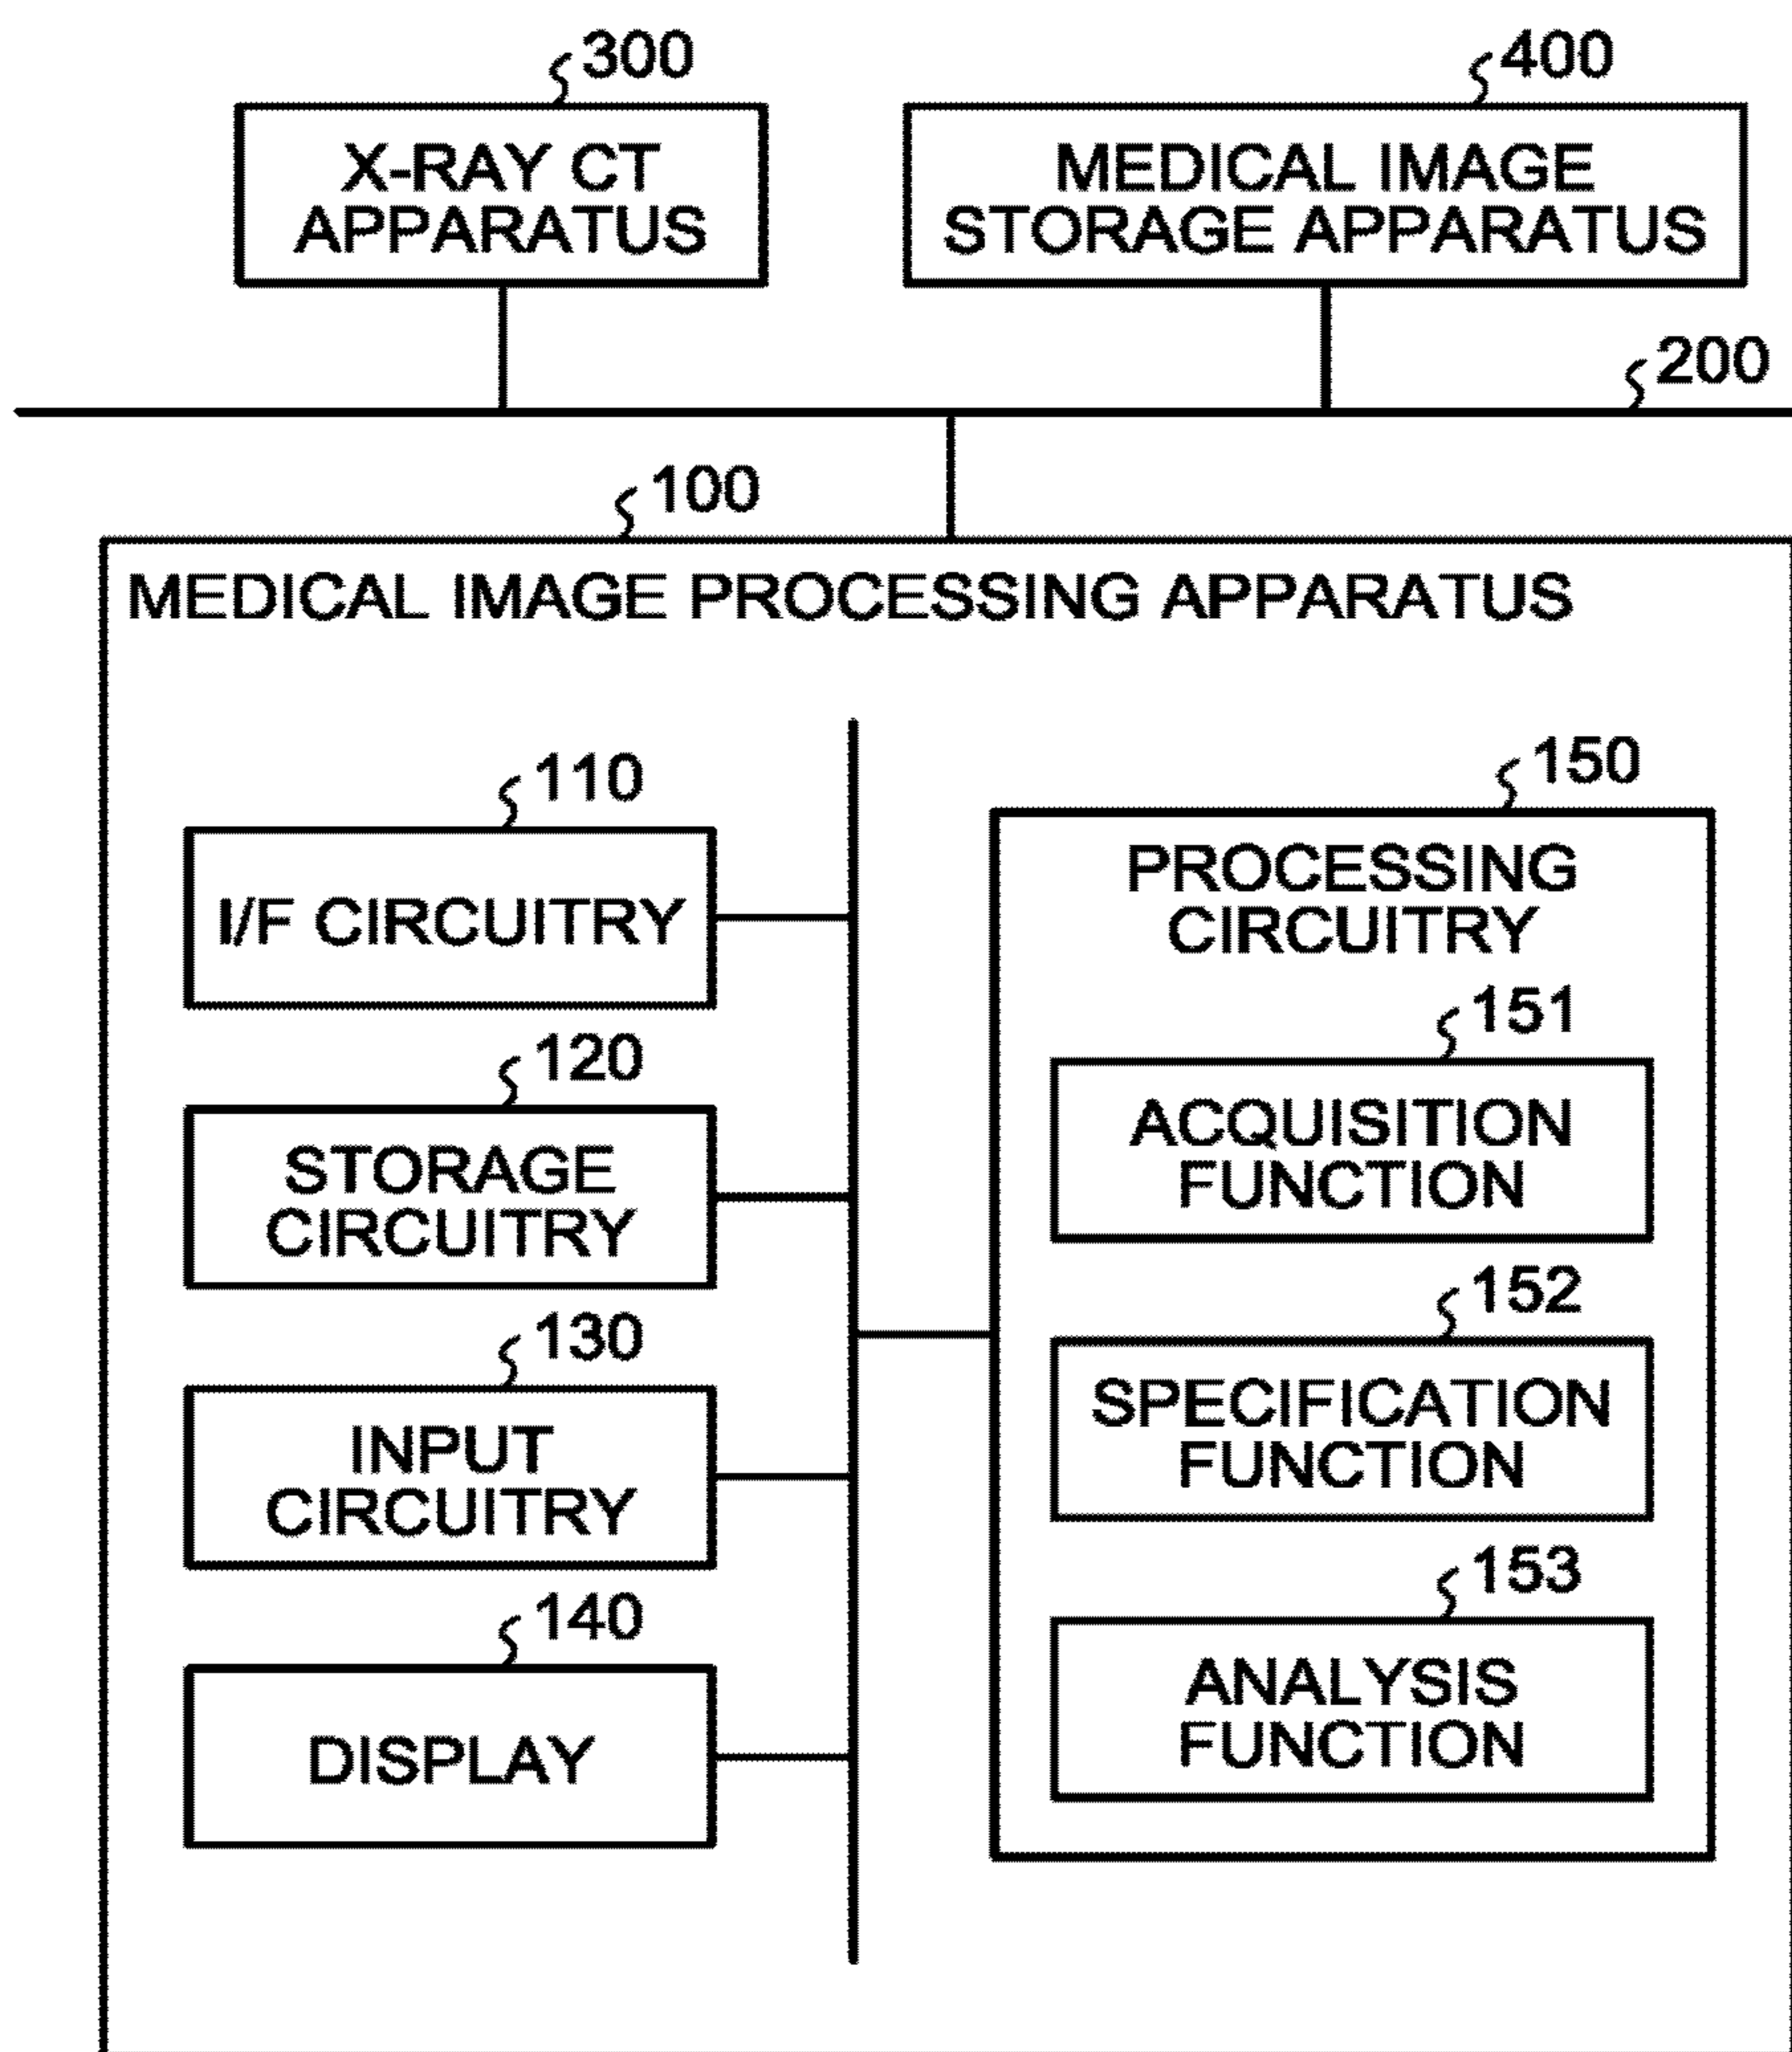 300
X-RAY CT
APPARATUS
400
MEDICAL IMAGE
STORAGE APPARATUS
200
100
MEDICAL IMAGE PROCESSING APPARATUS
110
I/F CIRCUITRY
120
STORAGE
CIRCUITRY
130
INPUT
CIRCUITRY
140
DISPLAY
150
PROCESSING
CIRCUITRY
151
ACQUISITION
FUNCTION
152
SPECIFICATION
FUNCTION
153
ANALYSIS
FUNCTION